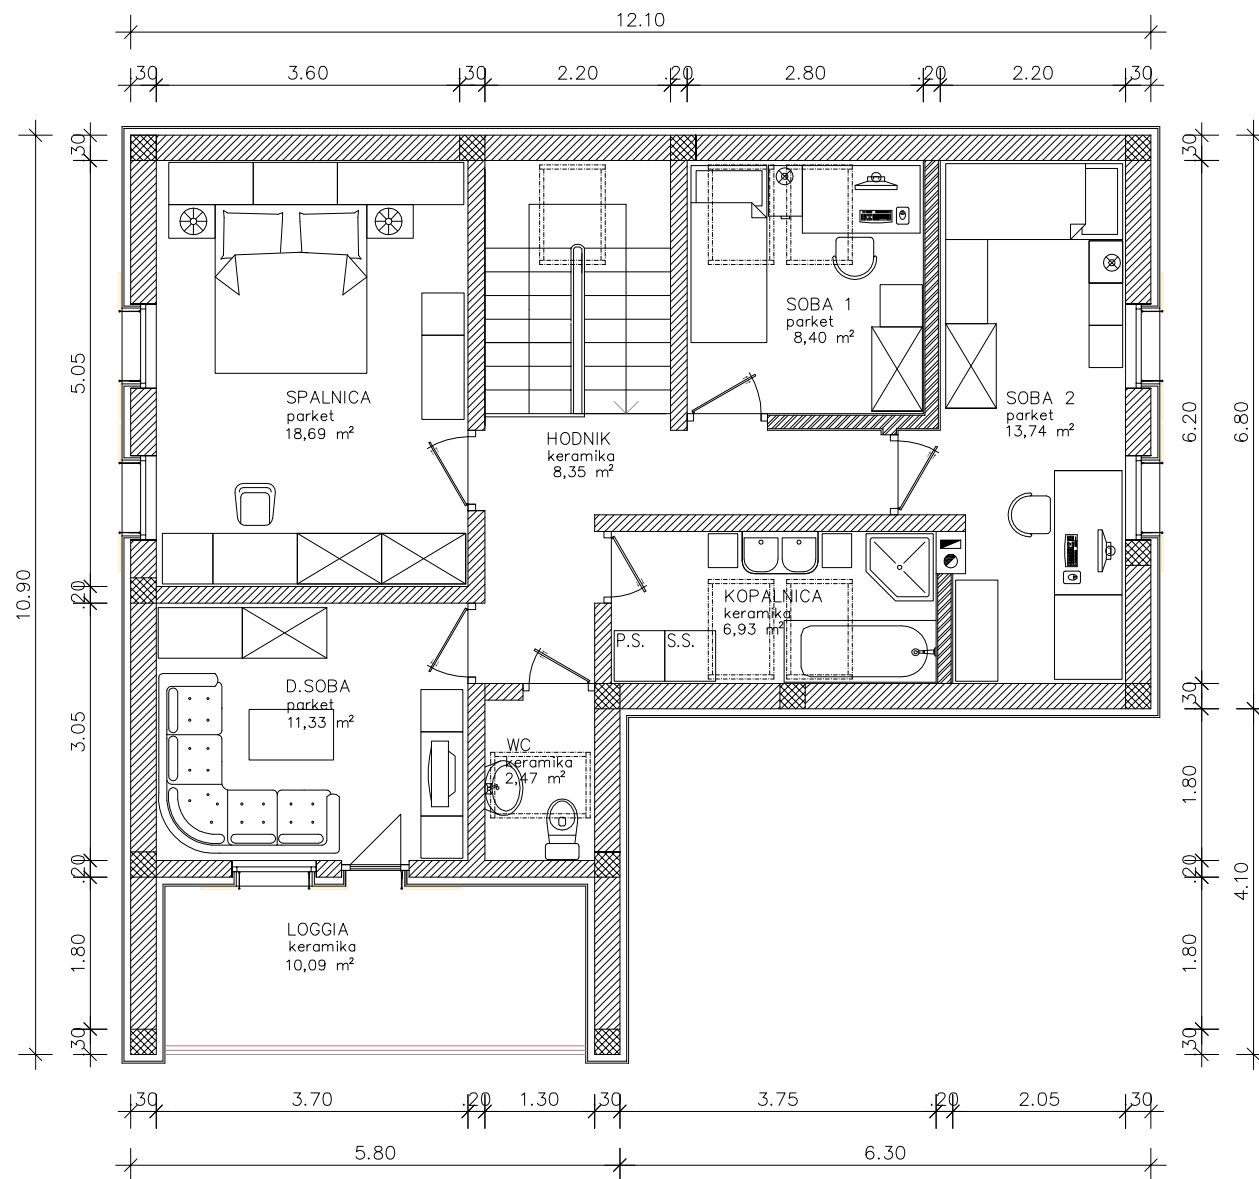 12.10
.30 3.60 .30 2.20 .20 2.80 .20 2.20 .30
.30
5.05
.20
3.05
.20
1.80
.30
10.90
.30
6.20
.30
1.80
.20
1.80
.30
6.80
4.10
SPALNICA
parket
18,69 m²
HODNIK
keramika
8,35 m²
SOBA 1
parket
8,40 m²
SOBA 2
parket
13,74 m²
KOPALNICA
keramika
6,93 m²
P.S. S.S.
D.SOBA
parket
11,33 m²
WC
keramika
2,47 m²
LOGGIA
keramika
10,09 m²
.30 3.70 .20 1.30 .30 3.75 .20 2.05 .30
5.80 6.30